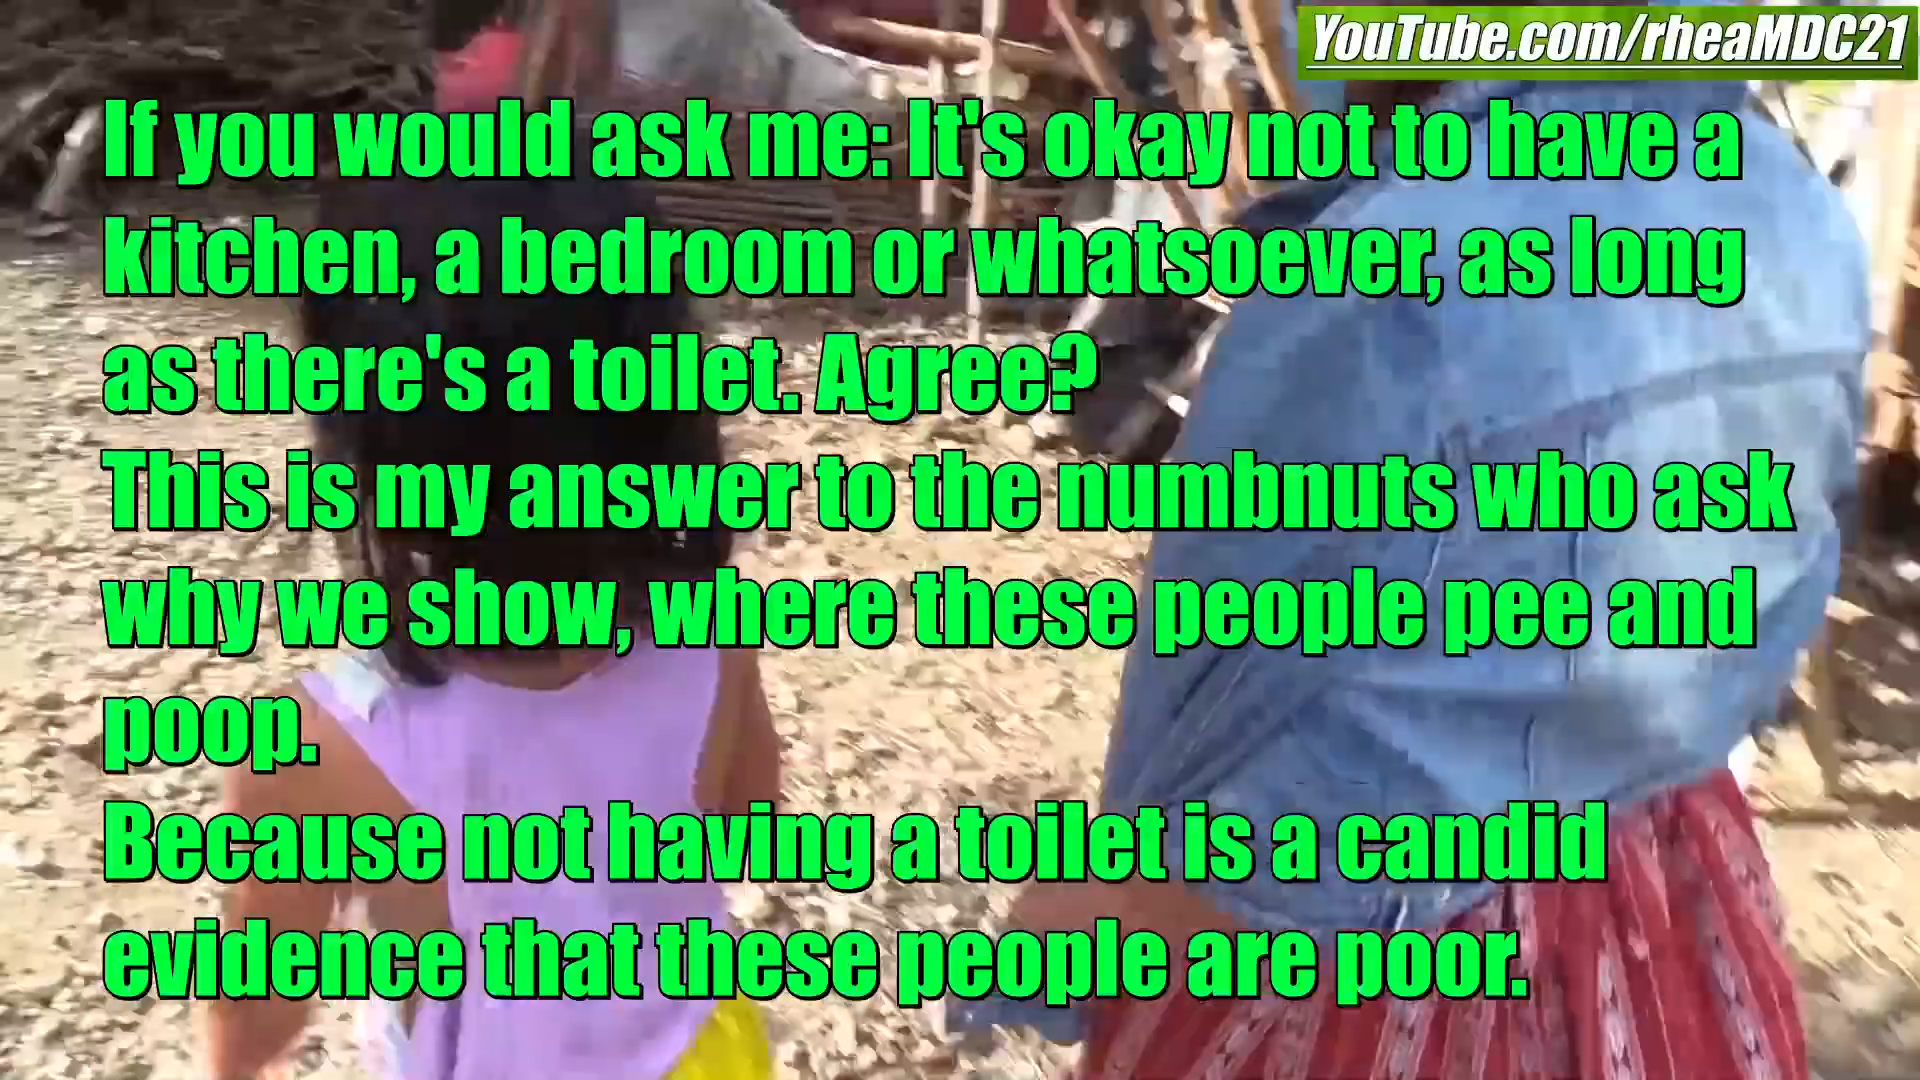 YouTube.com/rheaMDC21
If you would ask me: It's okay not to have a
kitchen, a bedroom or whatsoever, as long
as there's a toilet. Agree?
This is my answer to the numbnuts who ask
why we show, where these people pee and
poop.
Because not having a toilet is a candid
evidence that these people are poor.